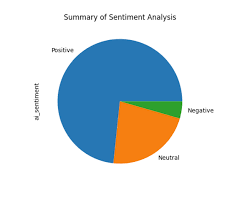 Summary of Sentiment Analysis
Positive
ai_sentiment
Negative
Neutral